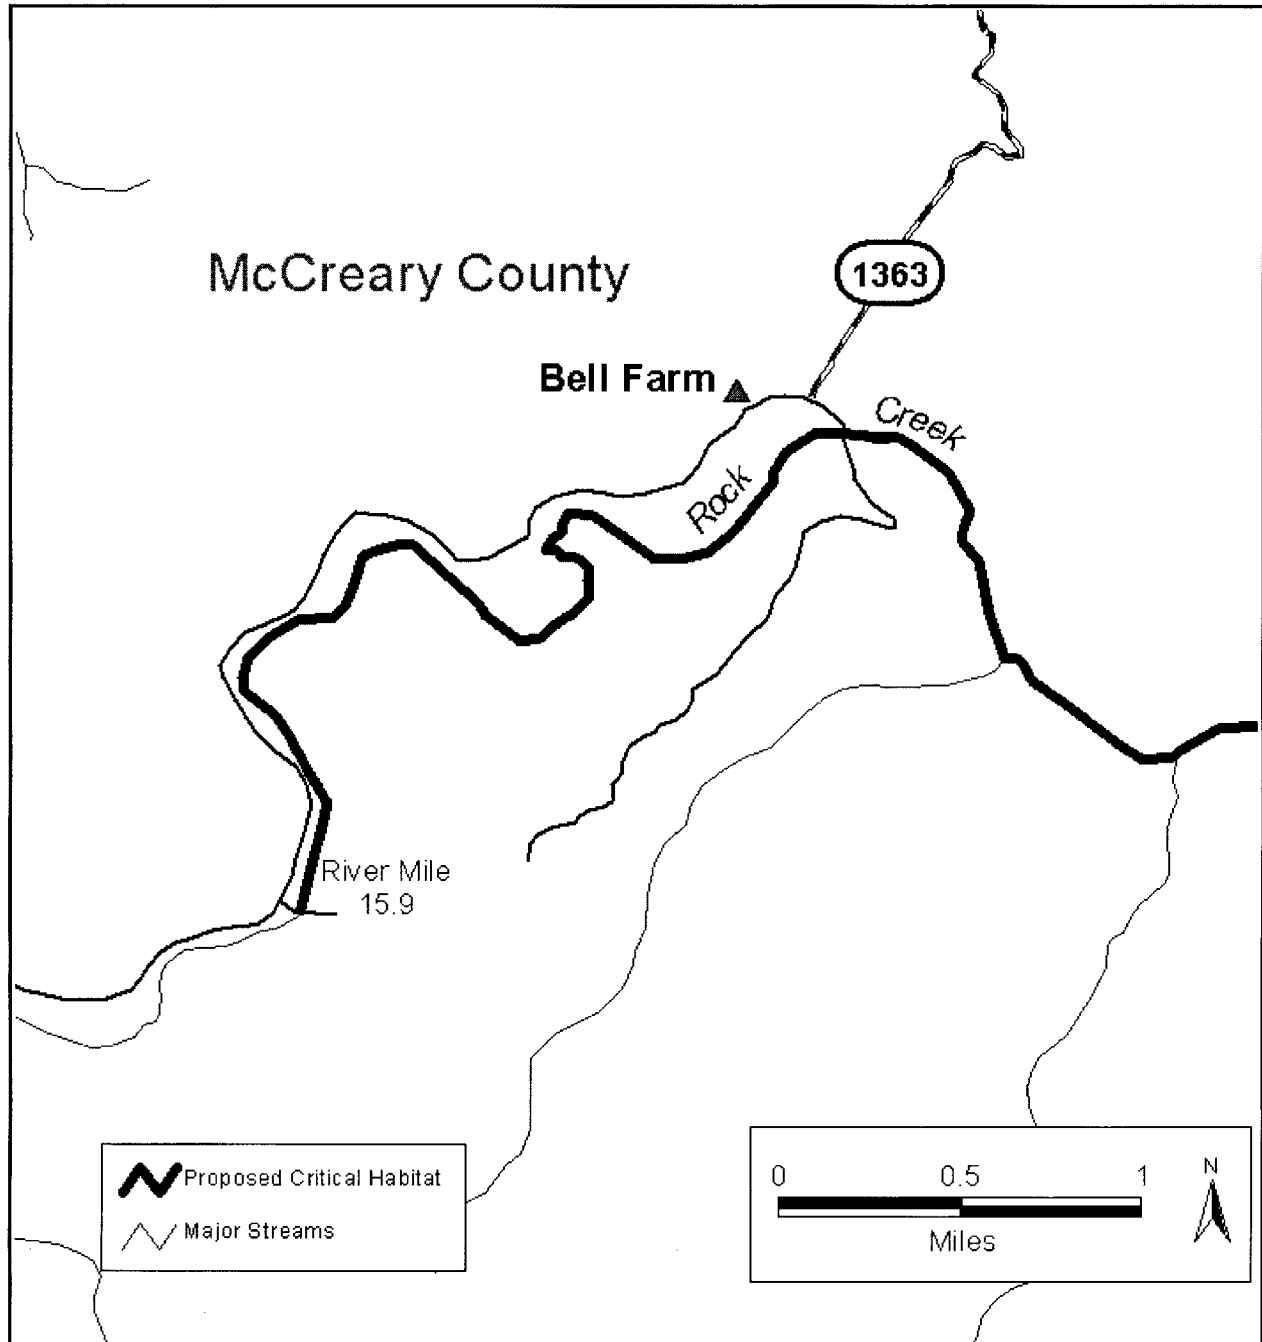 McCreary County
1363
Bell Farm
Rock Creek
River Mile
15.9
Proposed Critical Habitat
Major Streams
0 0.5 1
Miles
N